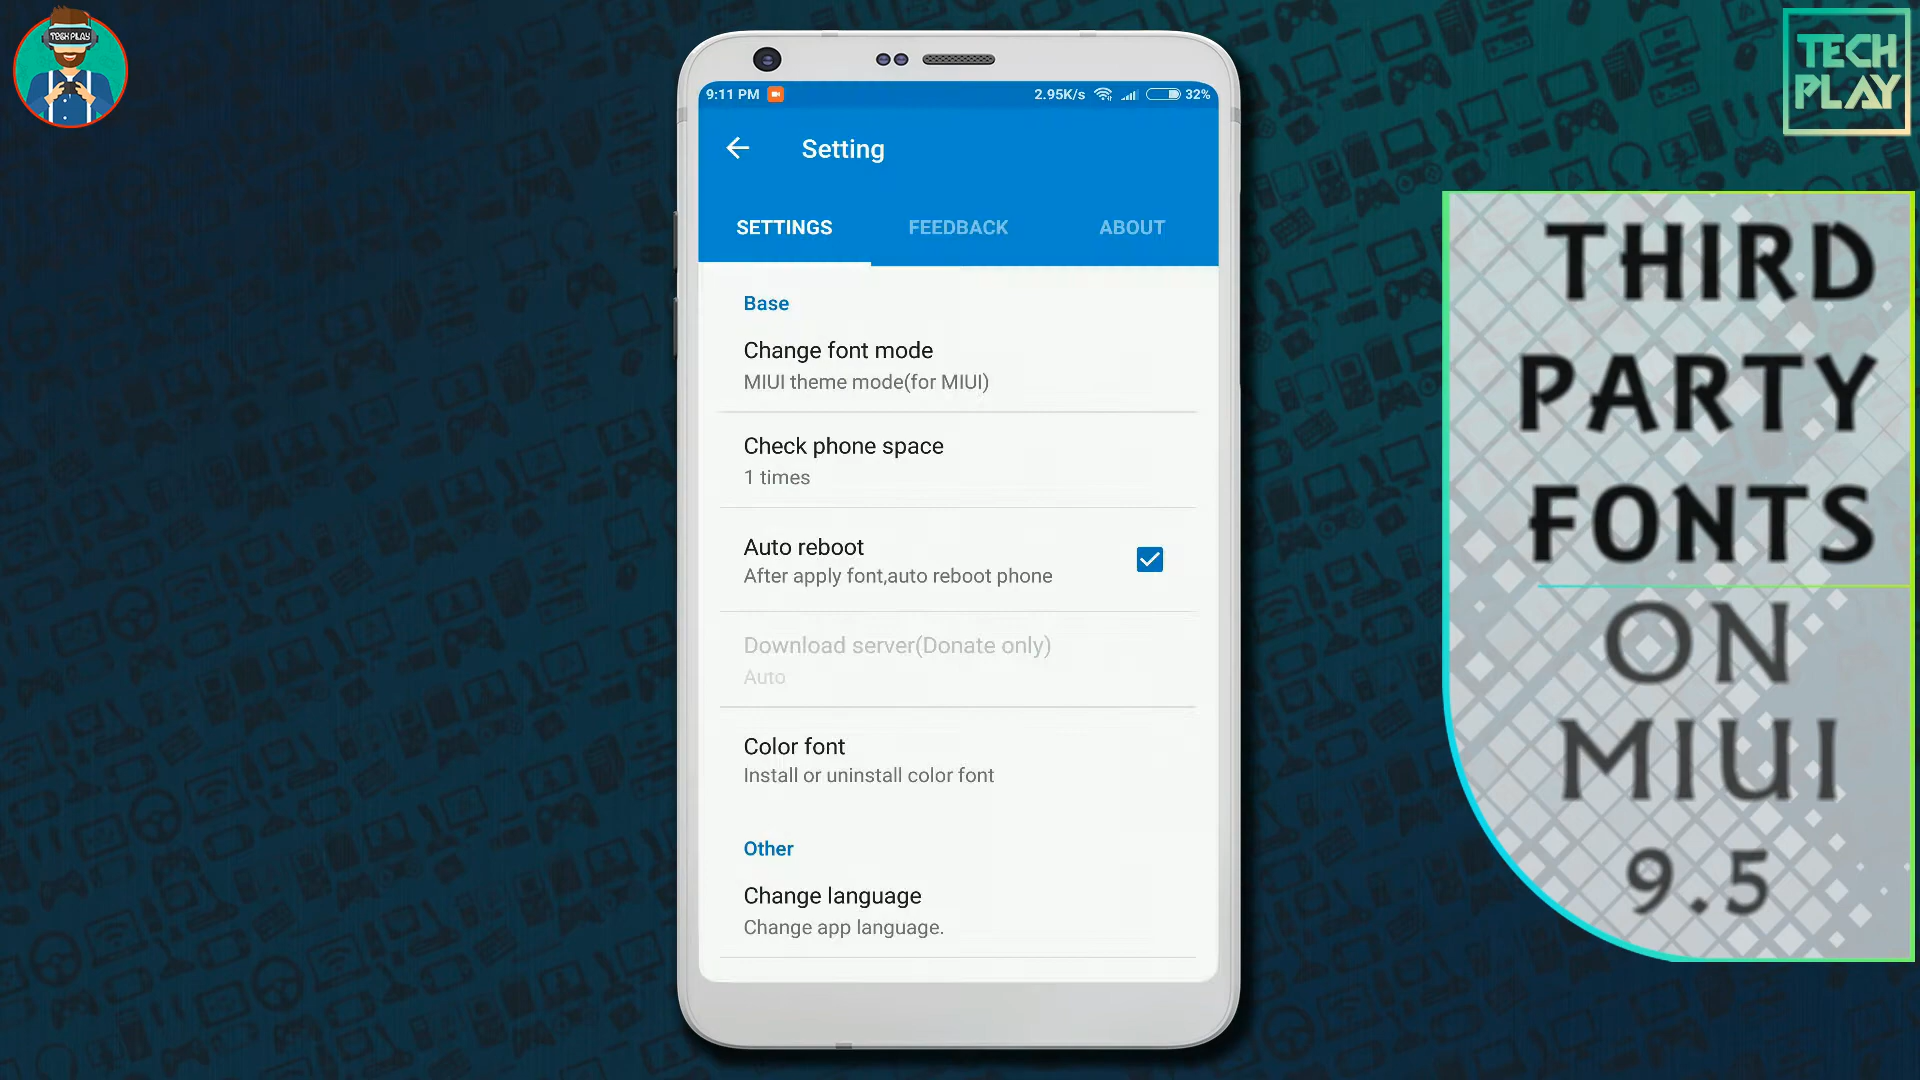 TECH PLAY
TECH
PLAY
9:11 PM
2.95K/s
32%
Setting
SETTINGS
FEEDBACK
ABOUT
Base
Change font mode
MIUI theme mode(for MIUI)
Check phone space
1 times
Auto reboot
After apply font,auto reboot phone
Download server(Donate only)
Auto
Color font
Install or uninstall color font
Other
Change language
Change app language.
THIRD
PARTY
FONTS
ON
MIUI
9.5